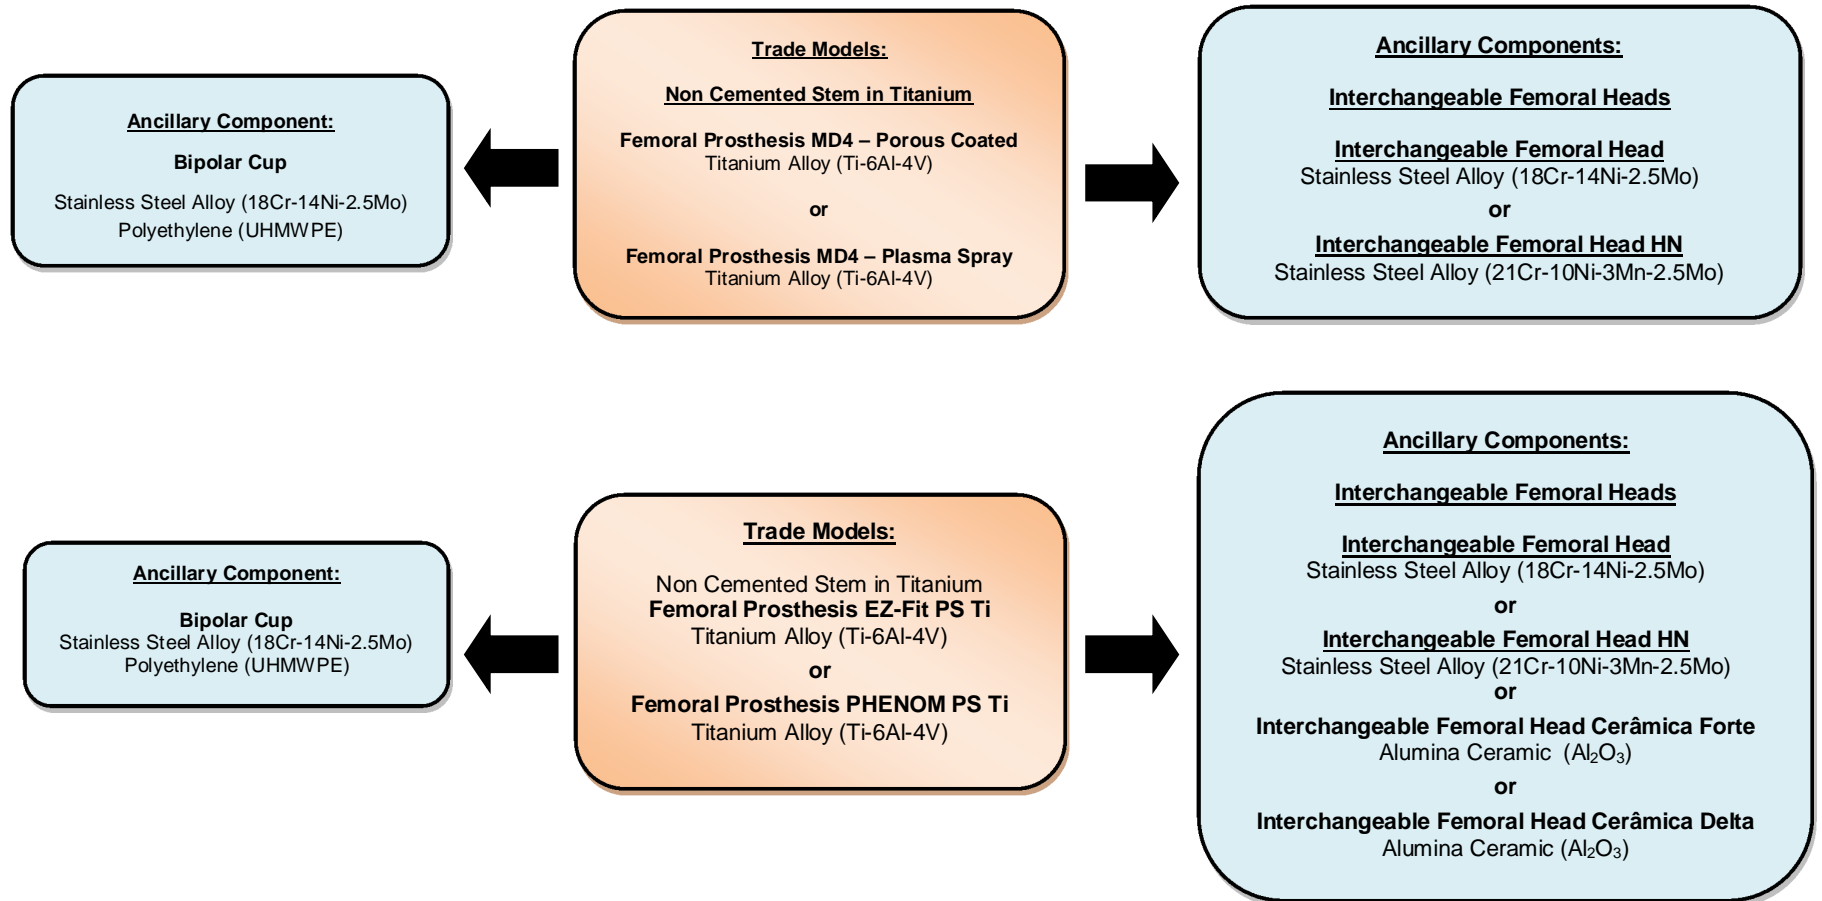 Ancillary Component:
Bipolar Cup
Stainless Steel Alloy (18Cr-14Ni-2.5Mo)
Polyethylene (UHMWPE)
Trade Models:
Non Cemented Stem in Titanium
Femoral Prosthesis MD4 – Porous Coated
Titanium Alloy (Ti-6Al-4V)
or
Femoral Prosthesis MD4 – Plasma Spray
Titanium Alloy (Ti-6Al-4V)
Ancillary Components:
Interchangeable Femoral Heads
Interchangeable Femoral Head
Stainless Steel Alloy (18Cr-14Ni-2.5Mo)
or
Interchangeable Femoral Head HN
Stainless Steel Alloy (21Cr-10Ni-3Mn-2.5Mo)
Ancillary Component:
Bipolar Cup
Stainless Steel Alloy (18Cr-14Ni-2.5Mo)
Polyethylene (UHMWPE)
Trade Models:
Non Cemented Stem in Titanium
Femoral Prosthesis EZ-Fit PS Ti
Titanium Alloy (Ti-6Al-4V)
or
Femoral Prosthesis PHENOM PS Ti
Titanium Alloy (Ti-6Al-4V)
Ancillary Components:
Interchangeable Femoral Heads
Interchangeable Femoral Head
Stainless Steel Alloy (18Cr-14Ni-2.5Mo)
or
Interchangeable Femoral Head HN
Stainless Steel Alloy (21Cr-10Ni-3Mn-2.5Mo)
or
Interchangeable Femoral Head Cerâmica Forte
Alumina Ceramic (Al₂O₃)
or
Interchangeable Femoral Head Cerâmica Delta
Alumina Ceramic (Al₂O₃)